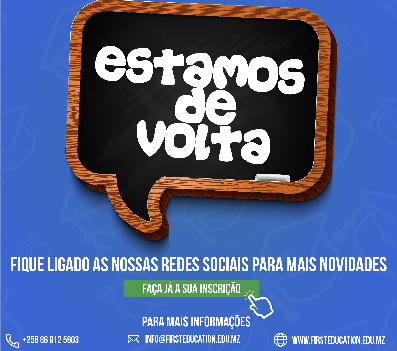 estamos
de
volta
FIQUE LIGADO AS NOSSAS REDES SOCIAIS PARA MAIS NOVIDADES
FAÇA JÁ A SUA INSCRIÇÃO
PARA MAIS INFORMAÇÕES
+258 86 912 5903 INFO@FIRSTEDUCATION.EDU.MZ WWW.FIRSTEDUCATION.EDU.MZ